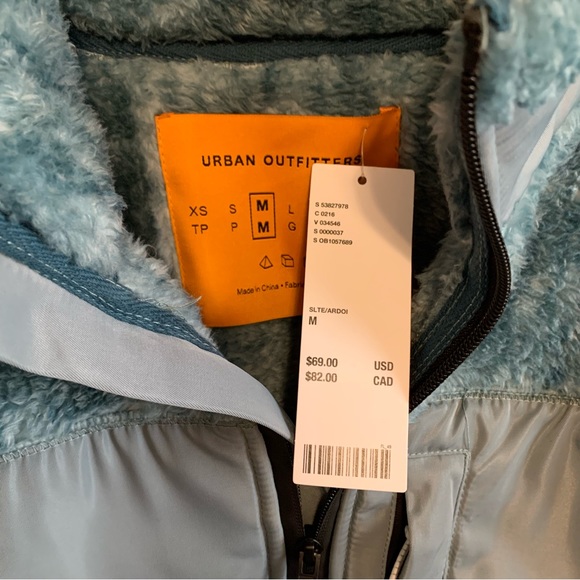 URBAN OUTFITTERS
XS S M L
TP P M G
Made in China • Fabri
S 53827978
C 0216
V 034546
S 0000037
S OB1057689
SLTE/ARDOI
M
$69.00 USD
$82.00 CAD